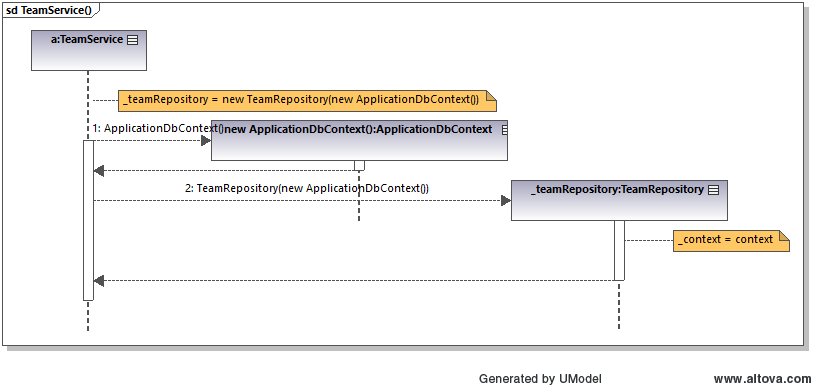 sd TeamService()
a:TeamService
_teamRepository = new TeamRepository(new ApplicationDbContext())
1: ApplicationDbContext()
new ApplicationDbContext():ApplicationDbContext
2: TeamRepository(new ApplicationDbContext())
_teamRepository:TeamRepository
_context = context
Generated by UModel
www.altova.com